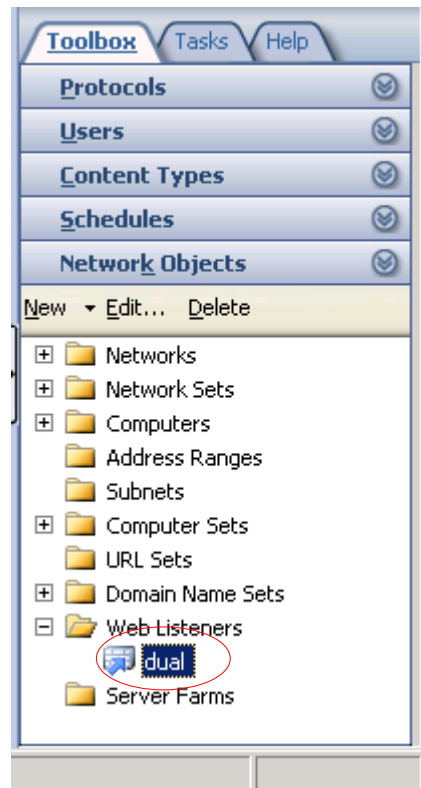 Toolbox Tasks Help
Protocols
Users
Content Types
Schedules
Network Objects
New Edit... Delete
Networks
Network Sets
Computers
Address Ranges
Subnets
Computer Sets
URL Sets
Domain Name Sets
Web Listeners
dual
Server Farms